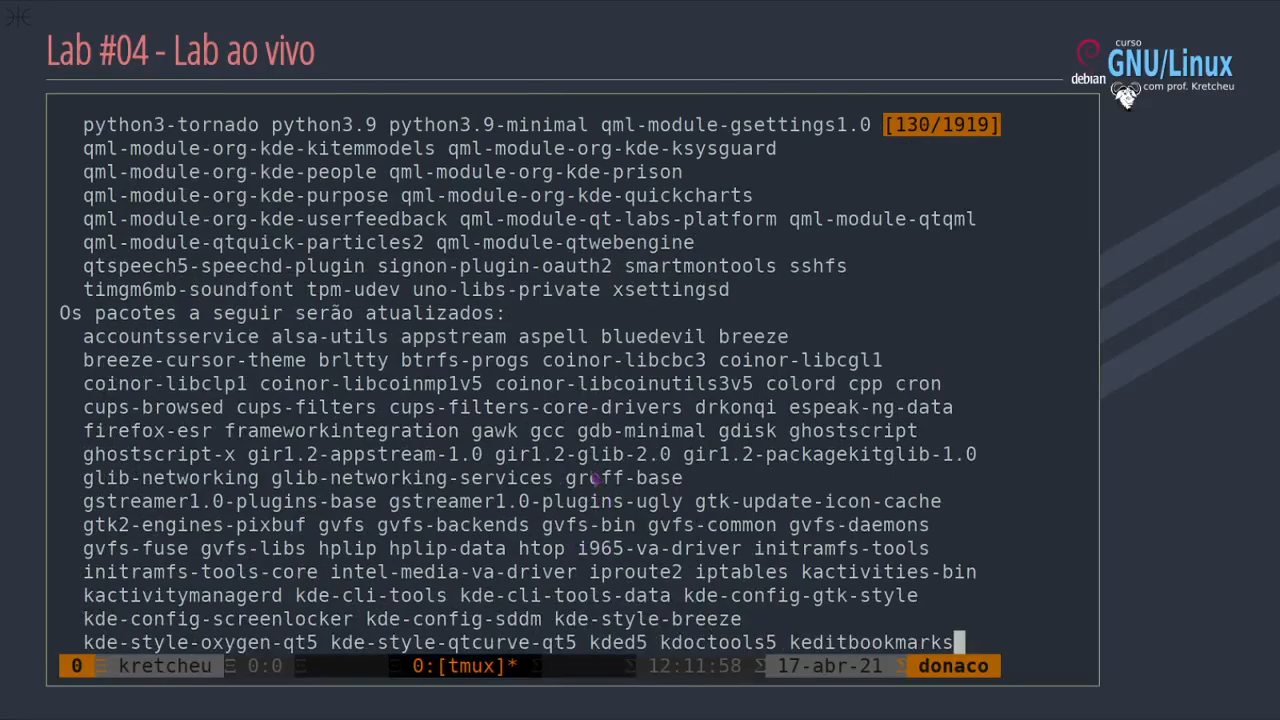 Lab #04 - Lab ao vivo
curso
GNU/Linux
debian
com prof. Kretcheu
python3-tornado python3.9 python3.9-minimal qml-module-gsettings1.0 [130/1919]
qml-module-org-kde-kitemmodels qml-module-org-kde-ksysguard
qml-module-org-kde-people qml-module-org-kde-prison
qml-module-org-kde-purpose qml-module-org-kde-quickcharts
qml-module-org-kde-userfeedback qml-module-qt-labs-platform qml-module-qtqml
qml-module-qtquick-particles2 qml-module-qtwebengine
qtspeech5-speechd-plugin signon-plugin-oauth2 smartmontools sshfs
timgm6mb-soundfont tpm-udev uno-libs-private xsettingsd
Os pacotes a seguir serão atualizados:
accountsservice alsa-utils appstream aspell bluedevil breeze
breeze-cursor-theme brltty btrfs-progs coinor-libcbc3 coinor-libcgl1
coinor-libclp1 coinor-libcoinmp1v5 coinor-libcoinutils3v5 colord cpp cron
cups-browsed cups-filters cups-filters-core-drivers drkonqi espeak-ng-data
firefox-esr frameworkintegration gawk gcc gdb-minimal gdisk ghostscript
ghostscript-x gir1.2-appstream-1.0 gir1.2-glib-2.0 gir1.2-packagekitglib-1.0
glib-networking glib-networking-services groff-base
gstreamer1.0-plugins-base gstreamer1.0-plugins-ugly gtk-update-icon-cache
gtk2-engines-pixbuf gvfs gvfs-backends gvfs-bin gvfs-common gvfs-daemons
gvfs-fuse gvfs-libs hplip hplip-data htop i965-va-driver initramfs-tools
initramfs-tools-core intel-media-va-driver iproute2 iptables kactivities-bin
kactivitymanagerd kde-cli-tools kde-cli-tools-data kde-config-gtk-style
kde-config-screenlocker kde-config-sddm kde-style-breeze
kde-style-oxygen-qt5 kde-style-qtcurve-qt5 kded5 kdoctools5 keditbookmarks
0 Ξ kretcheu Ξ 0:0 Ξ 0:[tmux]* Σ Σ 12:11:58 Σ 17-abr-21 Σ donaco